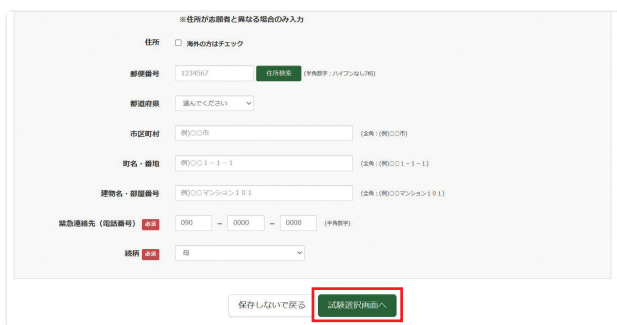 ※住所が志願者と異なる場合のみ入力
住所 海外の方はチェック
郵便番号 1234567 住所検索 (半角数字：ハイフンなし7桁)
都道府県 選んでください
市区町村 例)○○市 (全角：(例)○○市)
町名・番地 例)○○１－１－１ (全角：(例)○○１－１－１)
建物名・部屋番号 例)○○マンション１０１ (全角：(例)○○マンション１０１)
緊急連絡先（電話番号） 必須 090 － 0000 － 0000 (半角数字)
続柄 必須 母
保存しないで戻る 試験選択画面へ